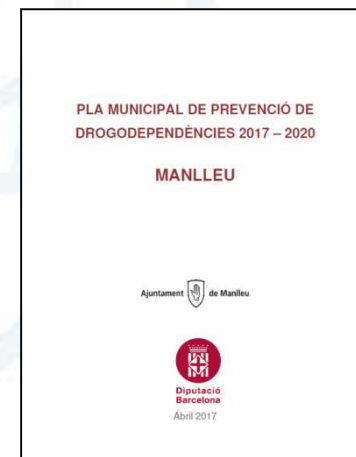 PLA MUNICIPAL DE PREVENCIÓ DE
DROGODEPENDÈNCIES 2017 – 2020
MANLLEU
Ajuntament de Manlleu
Diputació
Barcelona
Abril 2017